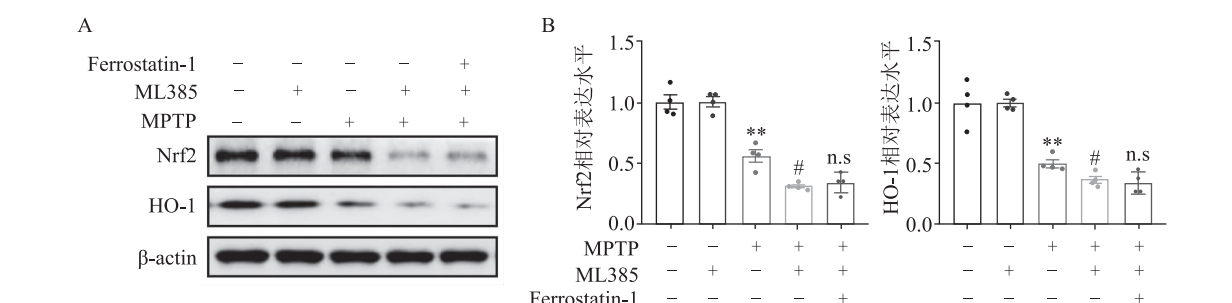 A
Ferrostatin-1 − − − − +
ML385 − + − + +
MPTP − − + + +
Nrf2
HO-1
β-actin
B
Nrf2相对表达水平
1.5
1.0
0.5
0.0
**
#
n.s
HO-1相对表达水平
1.5
1.0
0.5
0.0
**
#
n.s
MPTP − − + + + − − + + +
ML385 − + − + + − + − + +
Ferrostatin-1 − − − − + − − − − +